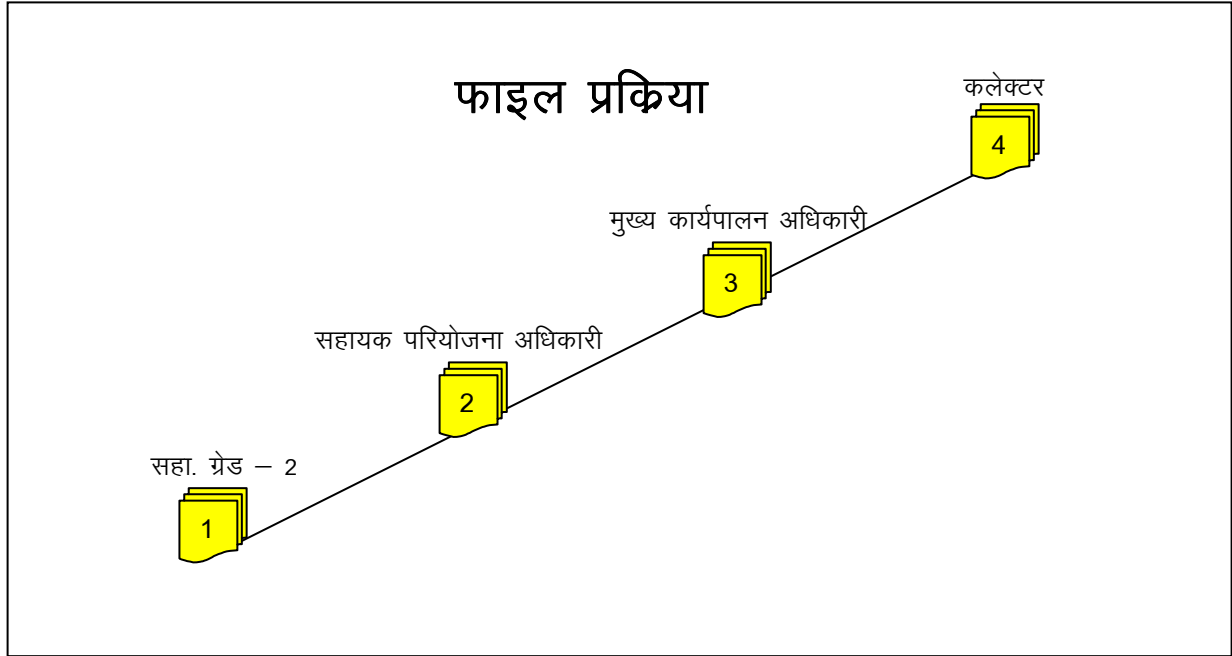 फाइल प्रक्रिया
कलेक्टर
4
मुख्य कार्यपालन अधिकारी
3
सहायक परियोजना अधिकारी
2
सहा. ग्रेड – 2
1